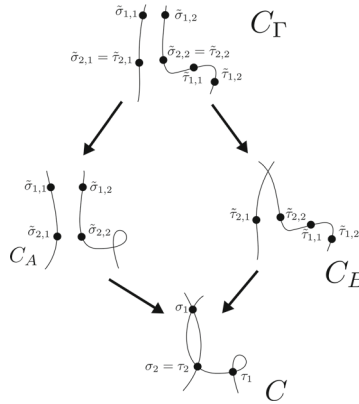 σ̃₁,₁ σ̃₁,₂ C_Γ
σ̃₂,₁ = τ̃₂,₁ σ̃₂,₂ = τ̃₂,₂
τ̃₁,₁ τ̃₁,₂
σ̃₁,₁ σ̃₁,₂
σ̃₂,₁ σ̃₂,₂
C_A
τ̃₂,₁ τ̃₂,₂
τ̃₁,₁ τ̃₁,₂
C_B
σ₁
σ₂ = τ₂ τ₁
C